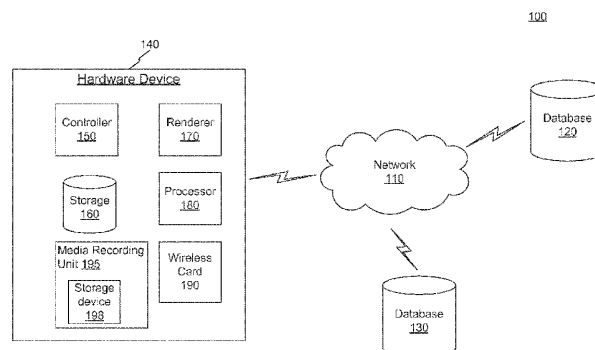 100
140
Hardware Device
Controller
150
Renderer
170
Storage
160
Processor
180
Media Recording
Unit 195
Storage
device
198
Wireless
Card
190
Network
110
Database
120
Database
130